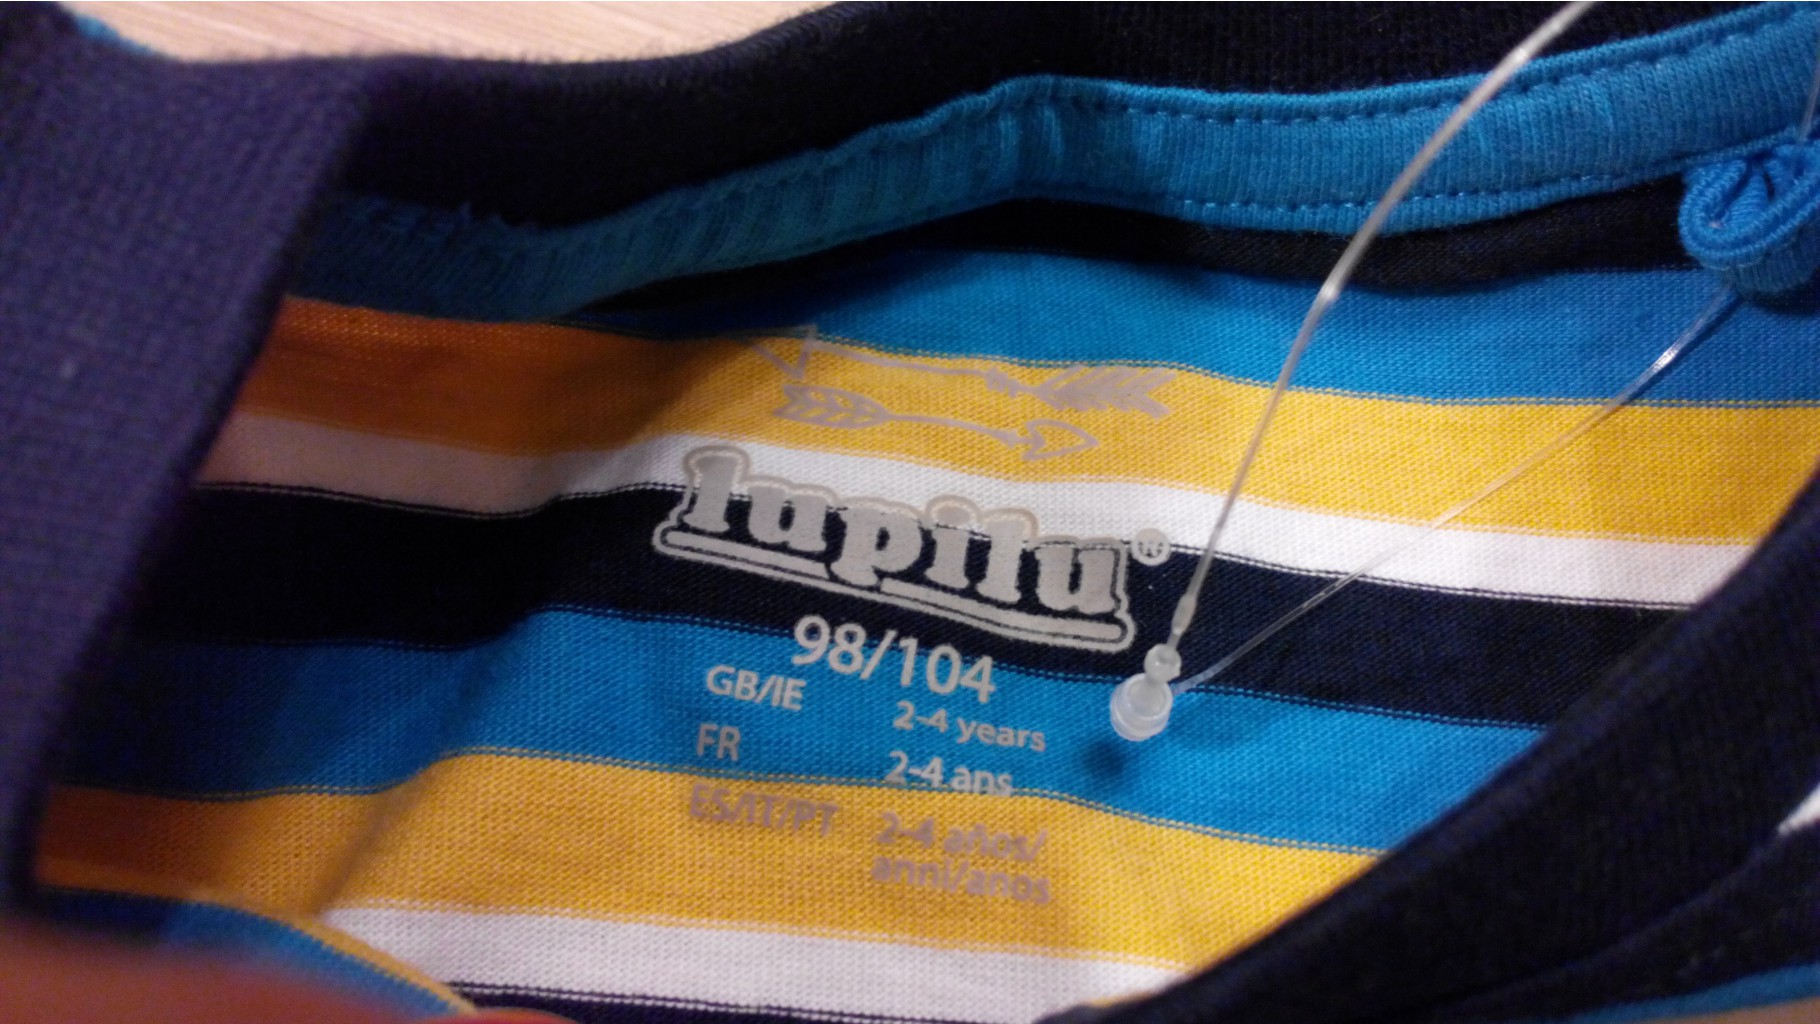 lupilu®
98/104
GB/IE 2-4 years
FR 2-4 ans
ES/IT/PT 2-4 años/
anni/anos